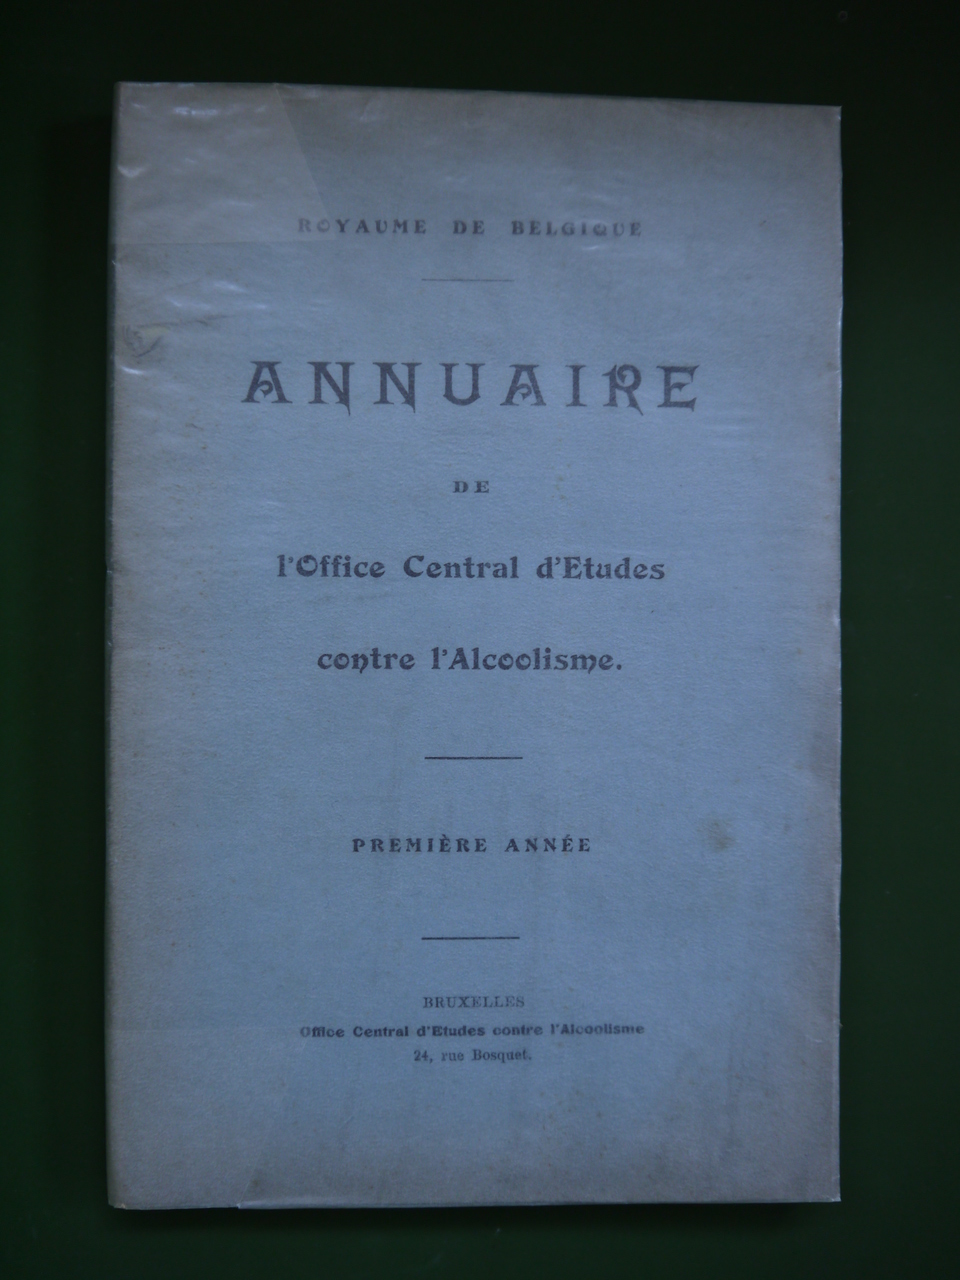 ROYAUME DE BELGIQUE
ANNUAIRE
DE
l'Office Central d'Etudes
contre l'Alcoolisme.
PREMIÈRE ANNÉE
BRUXELLES
Office Central d'Etudes contre l'Alcoolisme
24, rue Bosquet.